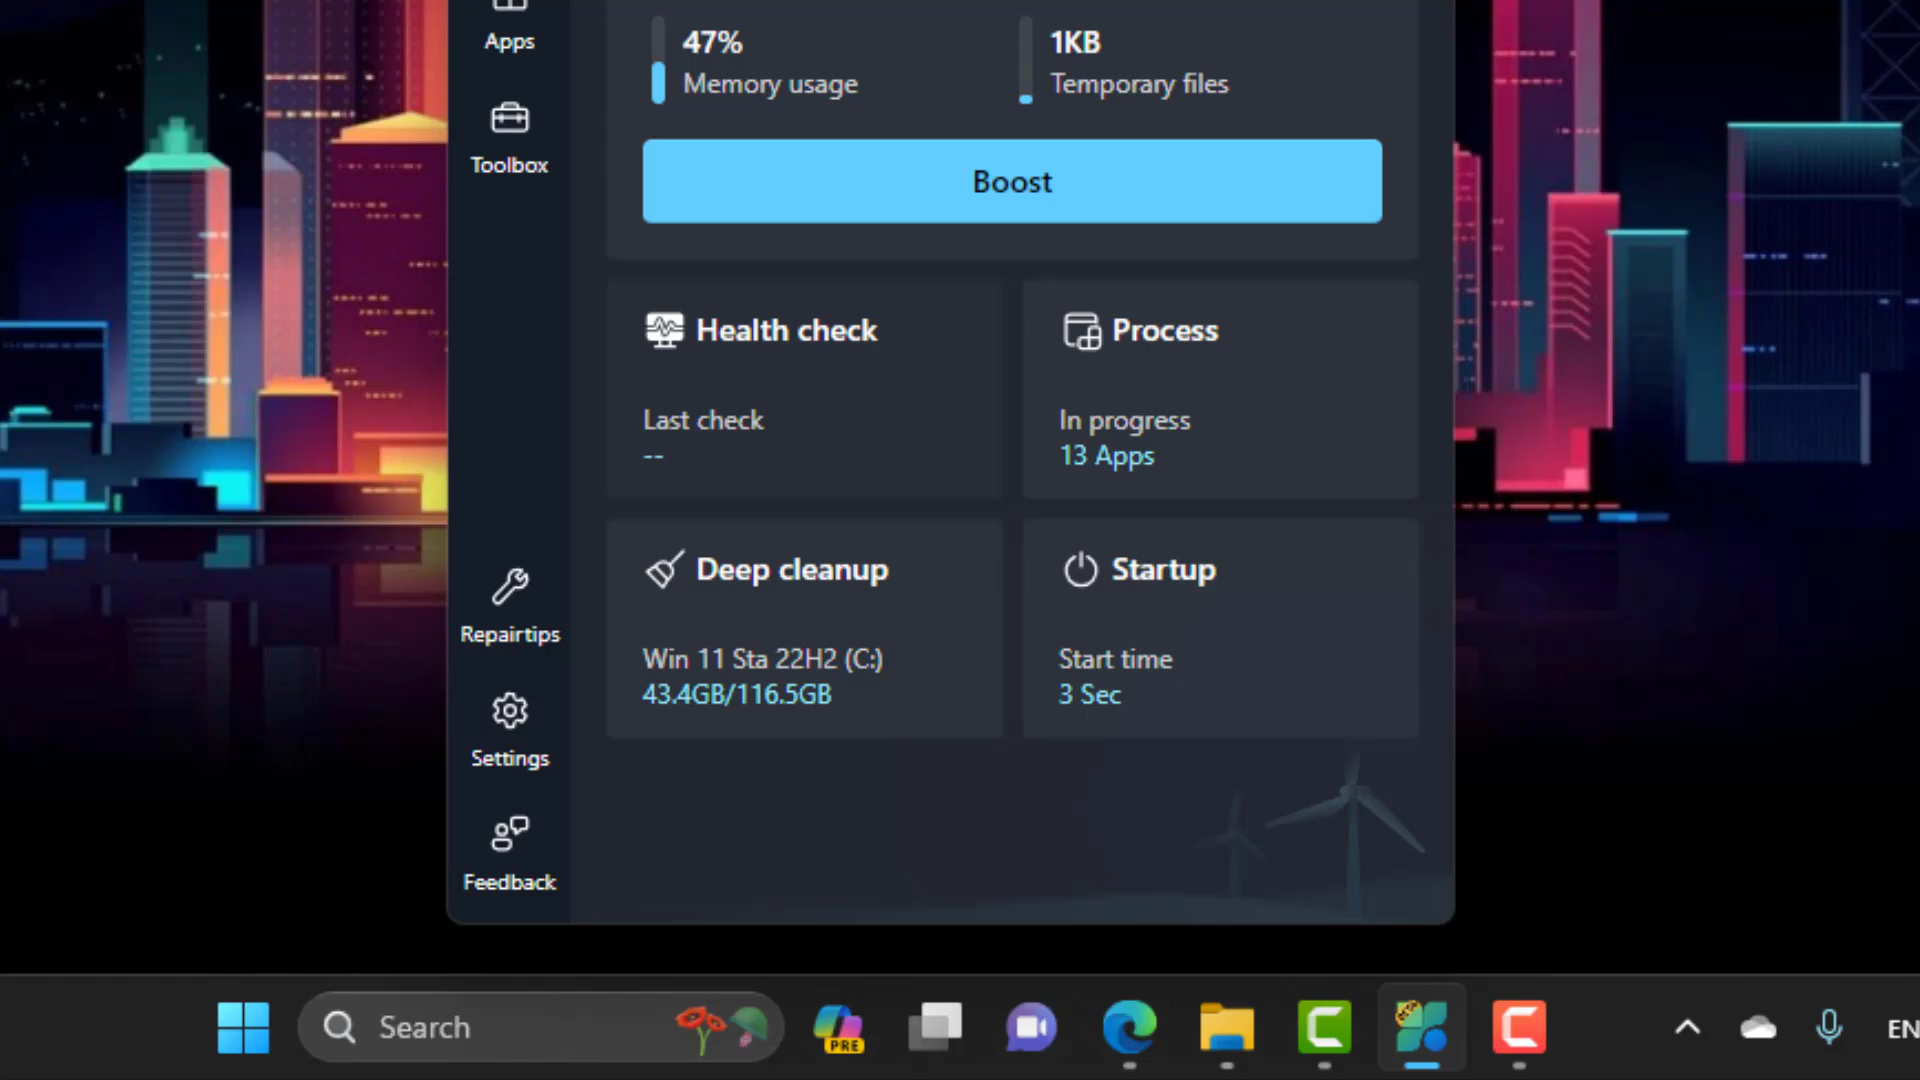 Apps
47%
Memory usage
1KB
Temporary files
Toolbox
Boost
Health check
Last check
--
Process
In progress
13 Apps
Deep cleanup
Win 11 Sta 22H2 (C:)
43.4GB/116.5GB
Startup
Start time
3 Sec
Repairtips
Settings
Feedback
Search
PRE
EN